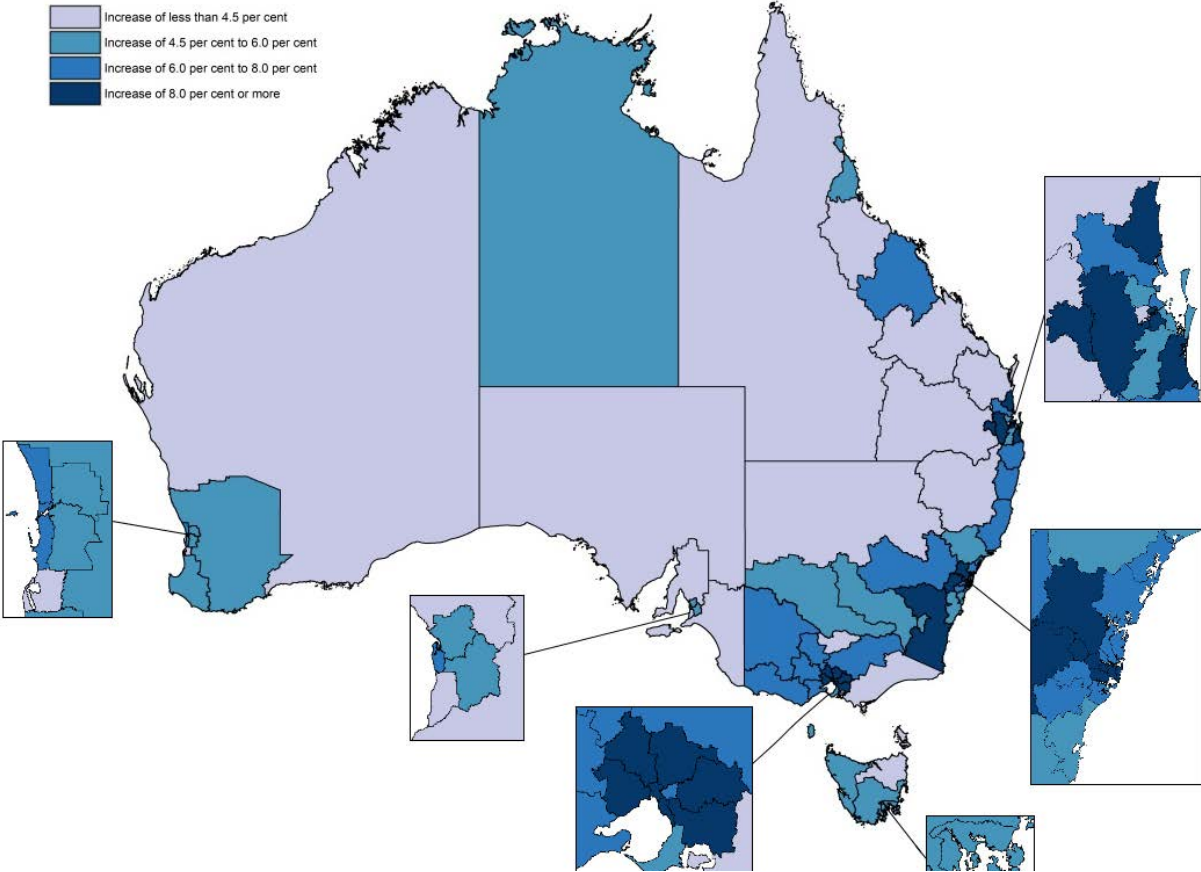 Increase of less than 4.5 per cent
Increase of 4.5 per cent to 6.0 per cent
Increase of 6.0 per cent to 8.0 per cent
Increase of 8.0 per cent or more